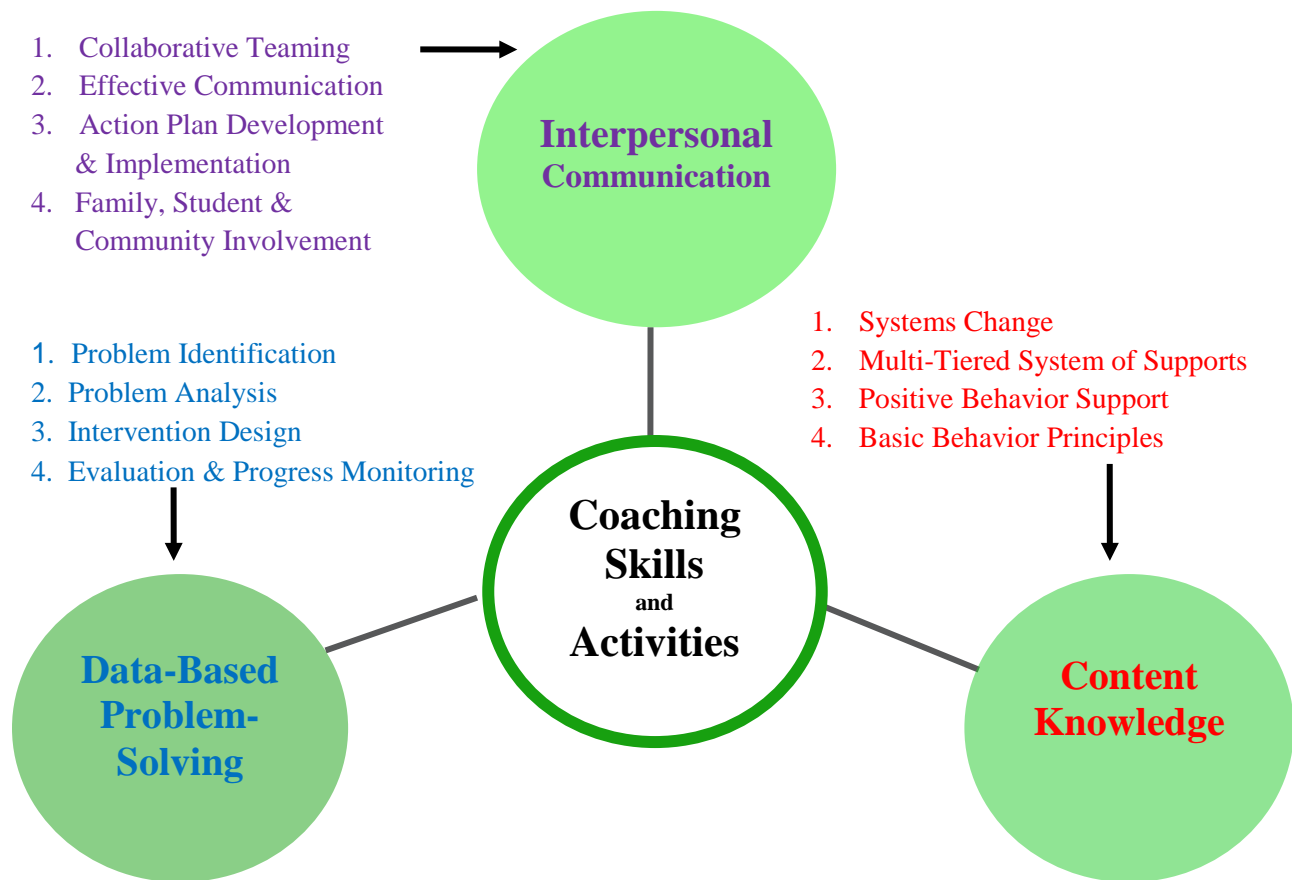 1. Collaborative Teaming
2. Effective Communication
3. Action Plan Development
& Implementation
4. Family, Student &
Community Involvement
Interpersonal
Communication
1. Problem Identification
2. Problem Analysis
3. Intervention Design
4. Evaluation & Progress Monitoring
1. Systems Change
2. Multi-Tiered System of Supports
3. Positive Behavior Support
4. Basic Behavior Principles
Coaching
Skills
and
Activities
Data-Based
Problem-
Solving
Content
Knowledge